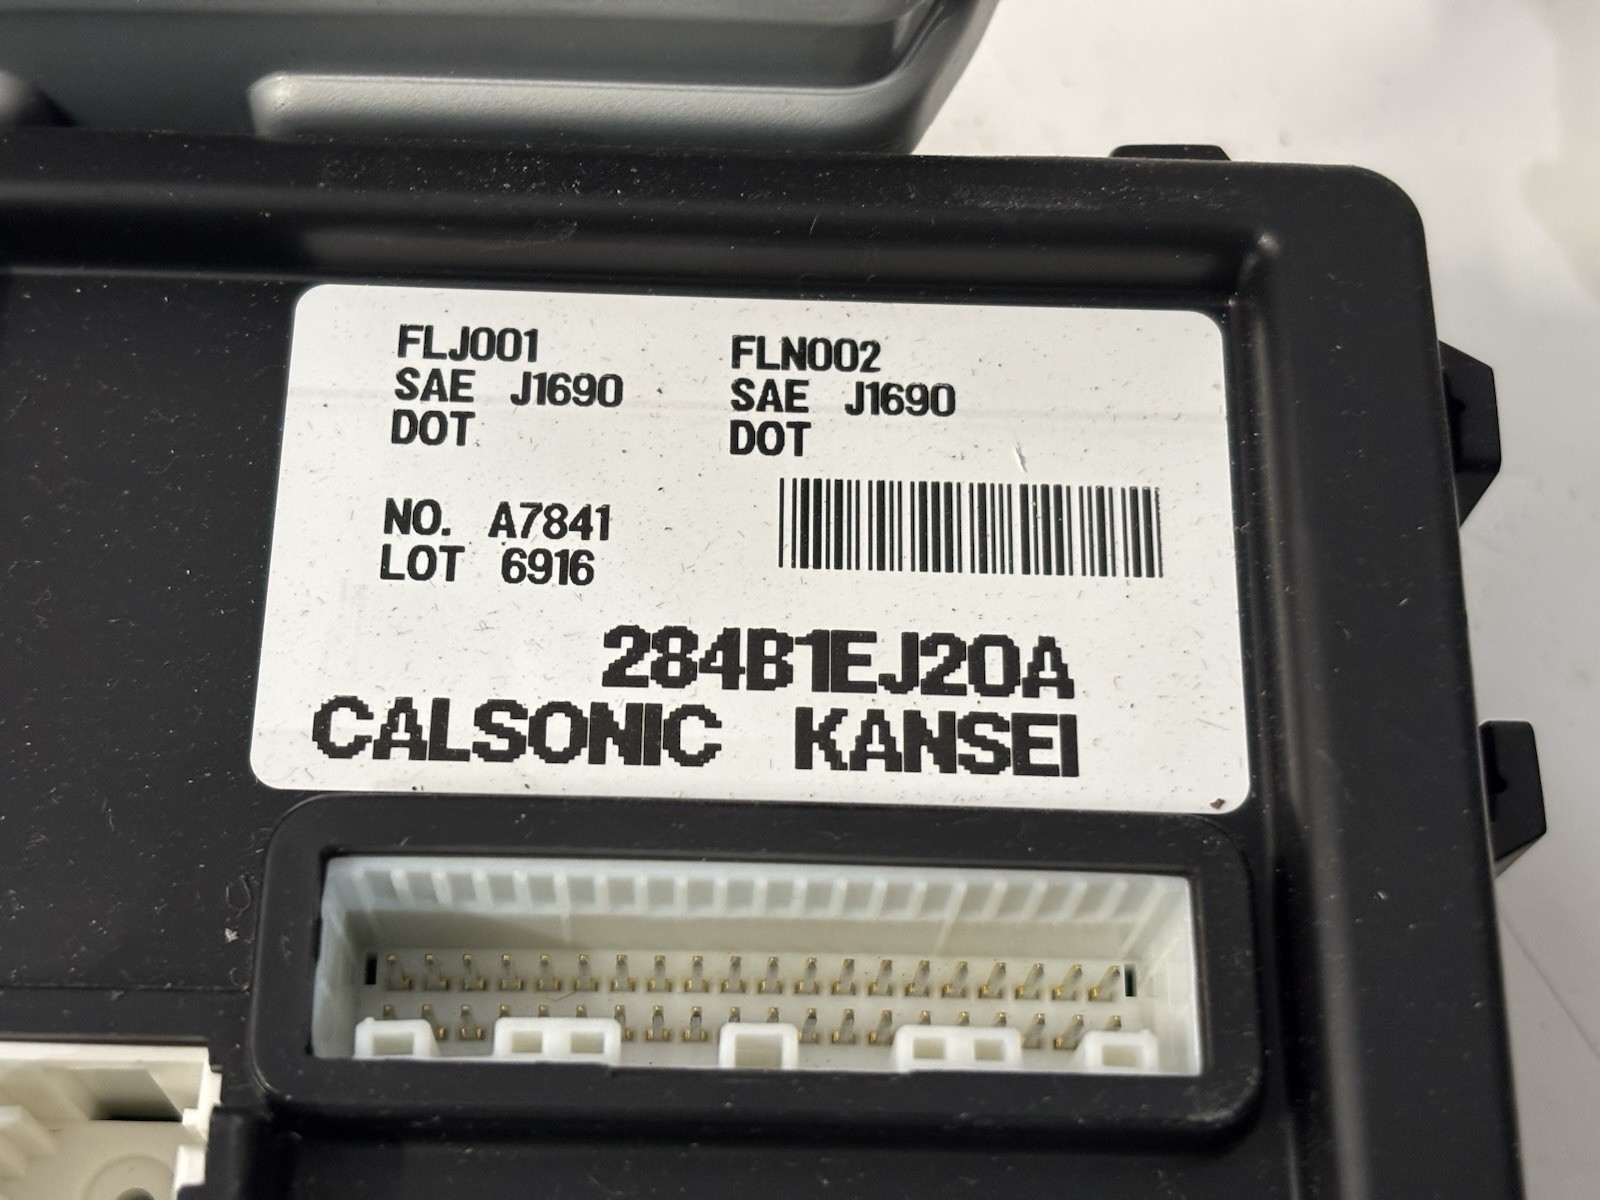 FLJ001 FLN002
SAE J1690 SAE J1690
DOT DOT
NO. A7841
LOT 6916
284B1EJ20A
CALSONIC KANSEI